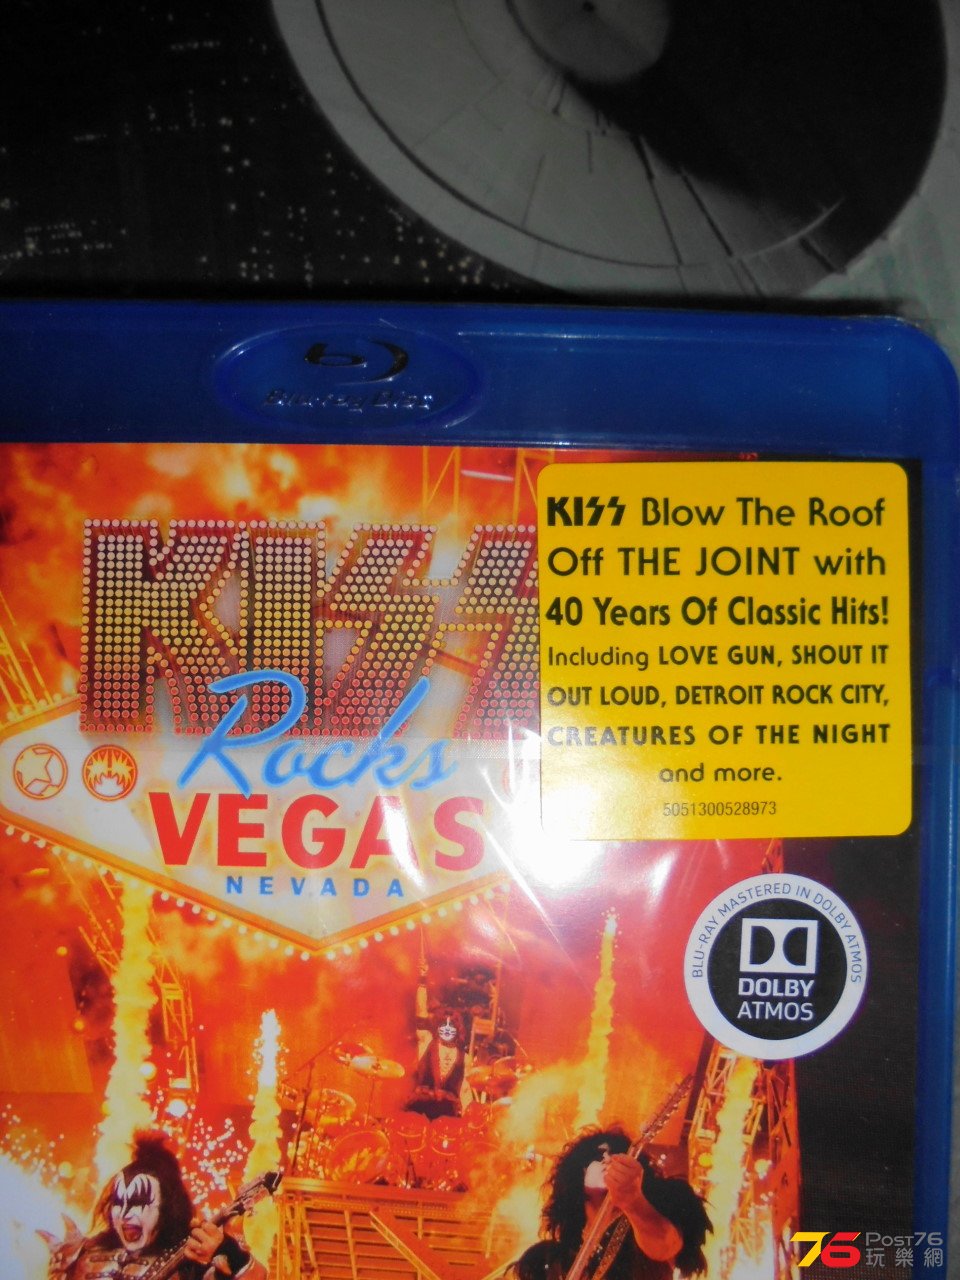 Blu-ray Disc
KISS
Rocks
VEGAS
NEVADA
KISS Blow The Roof
Off THE JOINT with
40 Years Of Classic Hits!
Including LOVE GUN, SHOUT IT
OUT LOUD, DETROIT ROCK CITY,
CREATURES OF THE NIGHT
and more.
5051300528973
BLU-RAY MASTERED IN DOLBY ATMOS
DOLBY
ATMOS
76 Post76
玩樂網